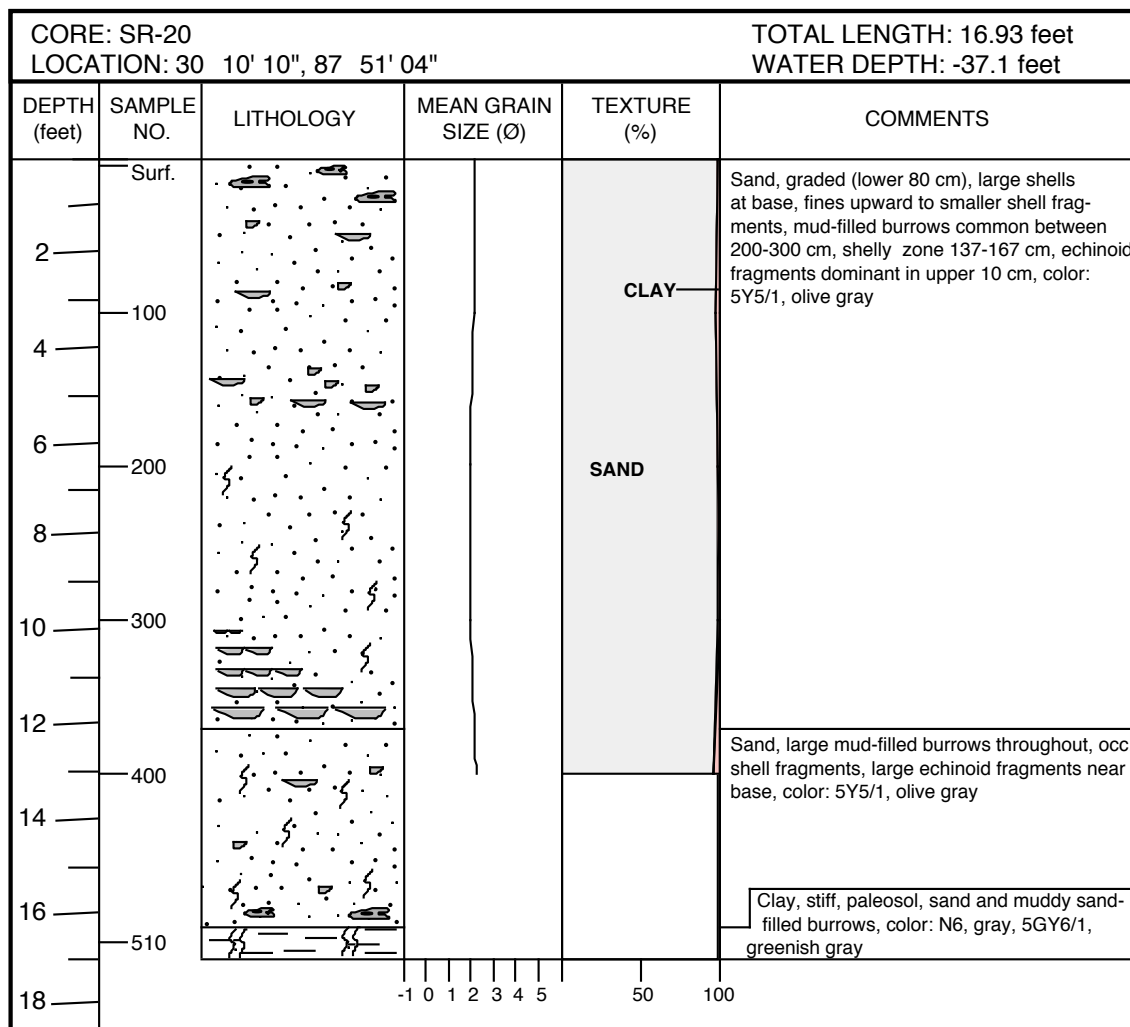 CORE: SR-20
TOTAL LENGTH: 16.93 feet
LOCATION: 30 10' 10", 87 51' 04"
WATER DEPTH: -37.1 feet
DEPTH
(feet)
SAMPLE
NO.
LITHOLOGY
MEAN GRAIN
SIZE (Ø)
TEXTURE
(%)
COMMENTS
Surf.
2
100
4
6
200
8
10
300
12
400
14
16
510
18
CLAY
SAND
Sand, graded (lower 80 cm), large shells
at base, fines upward to smaller shell frag-
ments, mud-filled burrows common between
200-300 cm, shelly zone 137-167 cm, echinoid
fragments dominant in upper 10 cm, color:
5Y5/1, olive gray
Sand, large mud-filled burrows throughout, occ
shell fragments, large echinoid fragments near
base, color: 5Y5/1, olive gray
Clay, stiff, paleosol, sand and muddy sand-
filled burrows, color: N6, gray, 5GY6/1,
greenish gray
-1 0 1 2 3 4 5
50 100